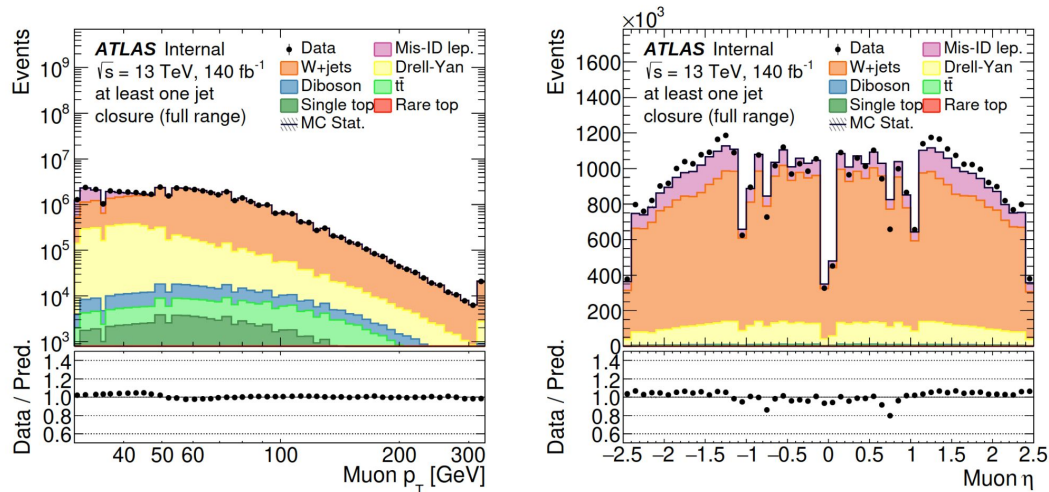 ATLAS Internal
√s = 13 TeV, 140 fb⁻¹
at least one jet
closure (full range)
Data
W+jets
Diboson
Single top
MC Stat.
Mis-ID lep.
Drell-Yan
tt̄
Rare top
Events
10⁹
10⁸
10⁷
10⁶
10⁵
10⁴
10³
Data / Pred.
1.4
1.2
1.0
0.8
0.6
40 50 60 100 200 300
Muon p_T [GeV]
×10³
ATLAS Internal
√s = 13 TeV, 140 fb⁻¹
at least one jet
closure (full range)
Data
W+jets
Diboson
Single top
MC Stat.
Mis-ID lep.
Drell-Yan
tt̄
Rare top
Events
1800
1600
1400
1200
1000
800
600
400
200
0
Data / Pred.
1.4
1.2
1.0
0.8
0.6
−2.5 −2 −1.5 −1 −0.5 0 0.5 1 1.5 2 2.5
Muon η